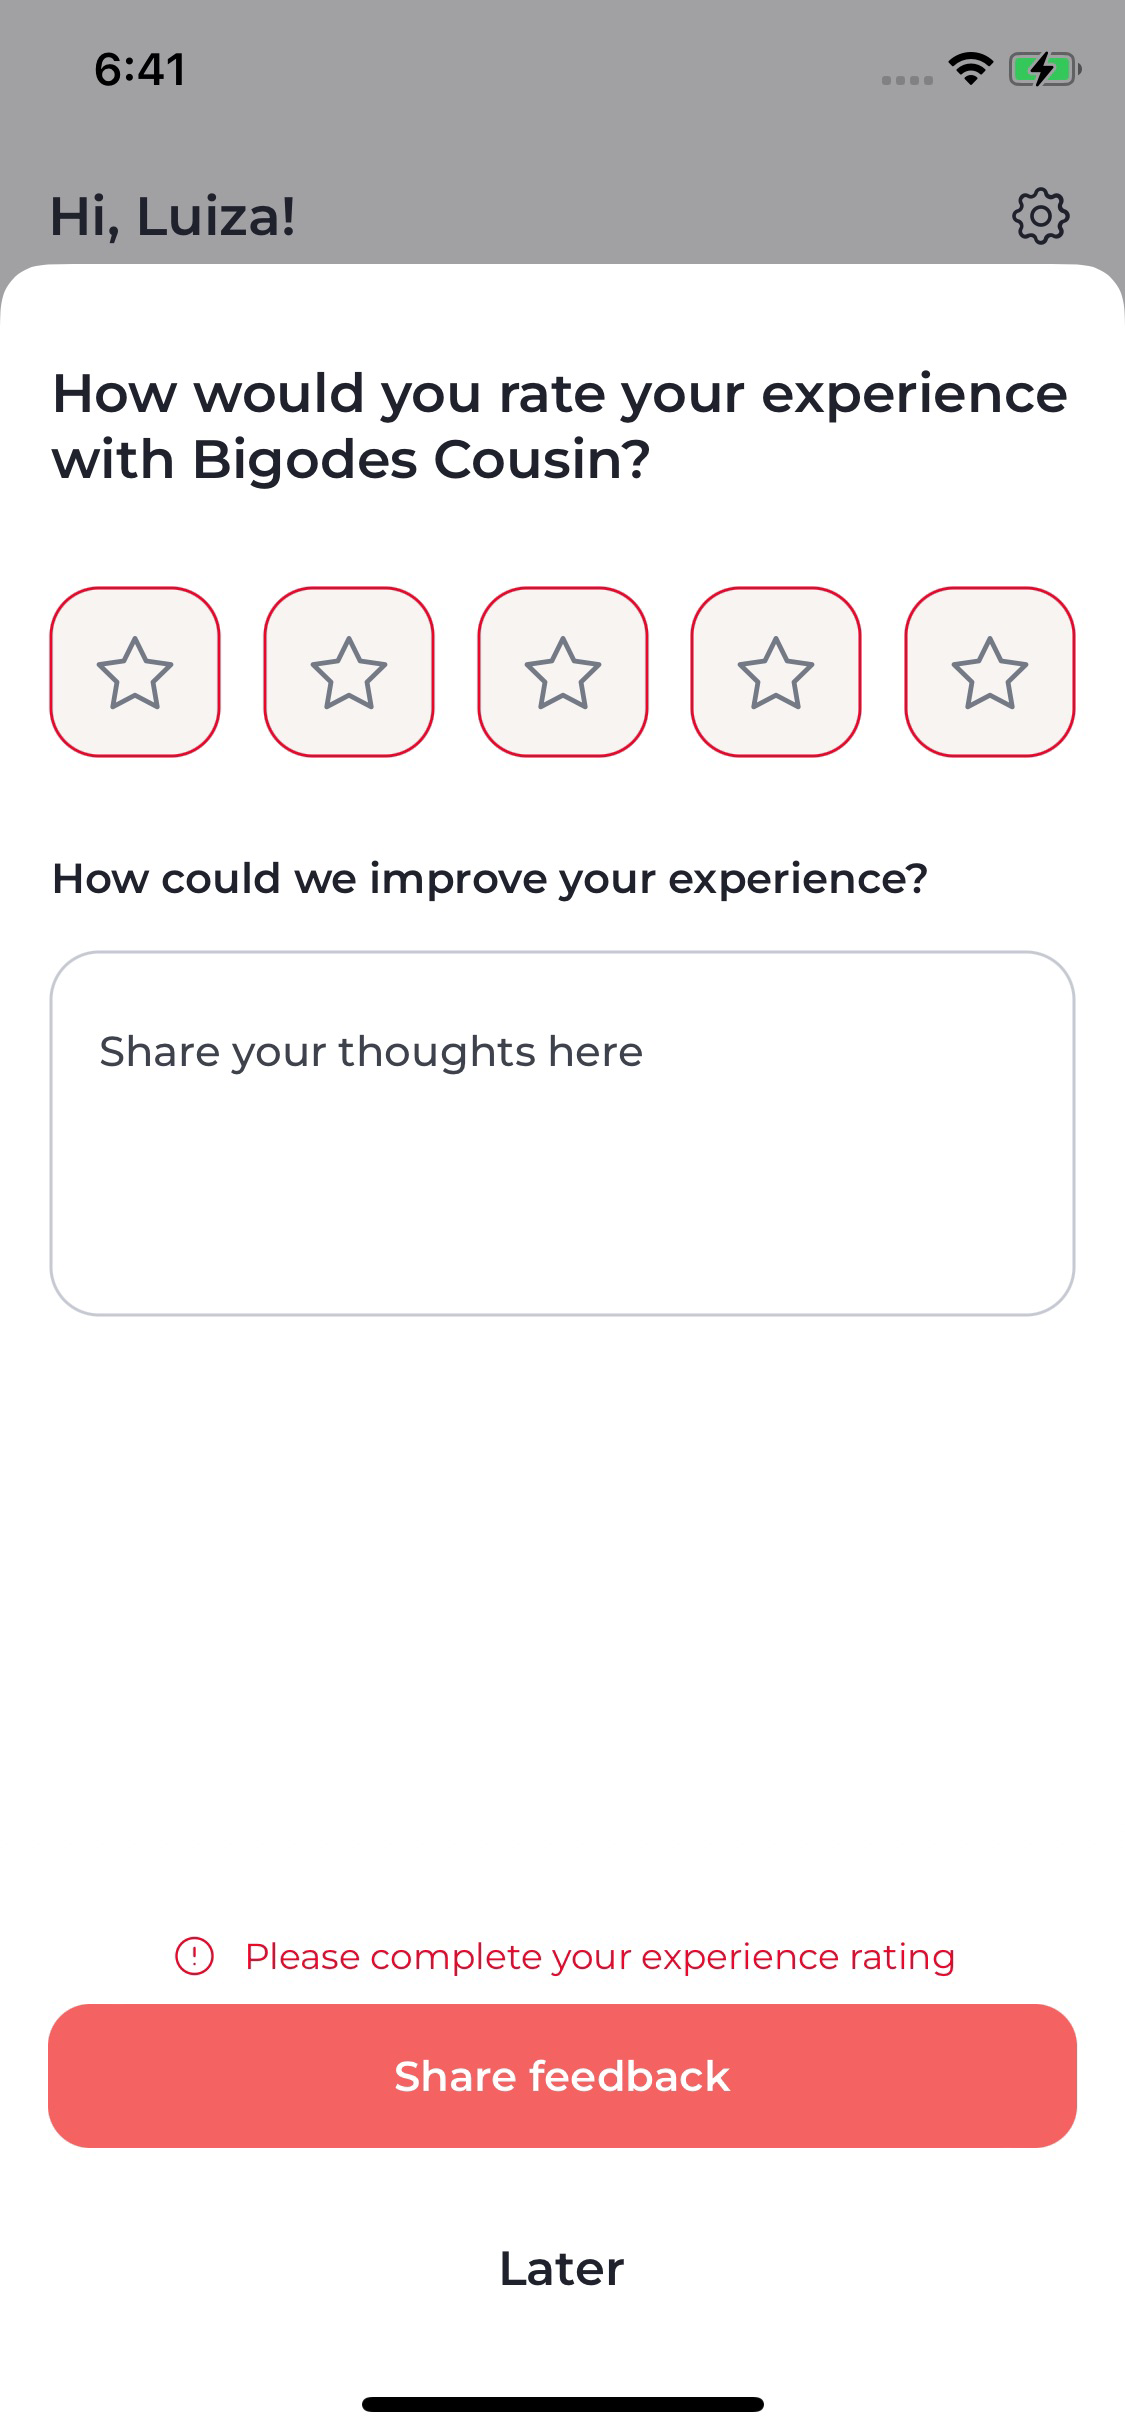 6:41
Hi, Luiza!
How would you rate your experience
with Bigodes Cousin?
How could we improve your experience?
Share your thoughts here
Please complete your experience rating
Share feedback
Later